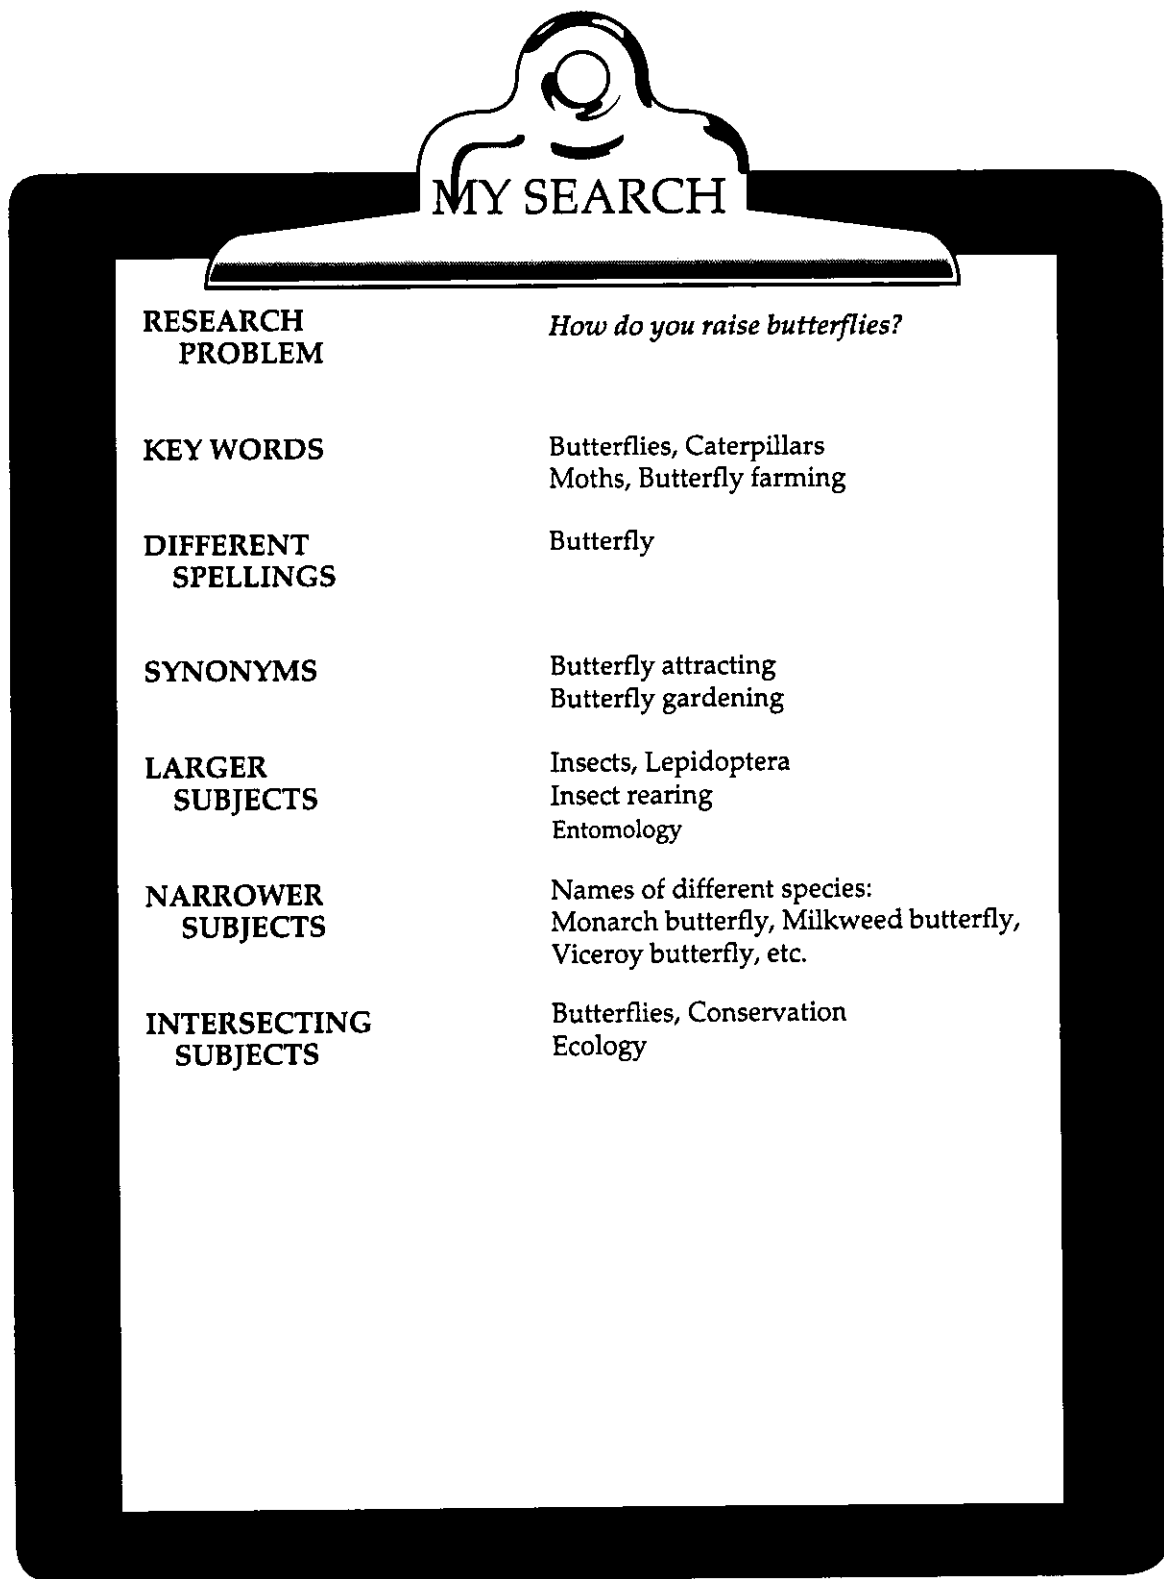 MY SEARCH
RESEARCH
PROBLEM
How do you raise butterflies?
KEY WORDS
Butterflies, Caterpillars
Moths, Butterfly farming
DIFFERENT
SPELLINGS
Butterfly
SYNONYMS
Butterfly attracting
Butterfly gardening
LARGER
SUBJECTS
Insects, Lepidoptera
Insect rearing
Entomology
NARROWER
SUBJECTS
Names of different species:
Monarch butterfly, Milkweed butterfly,
Viceroy butterfly, etc.
INTERSECTING
SUBJECTS
Butterflies, Conservation
Ecology